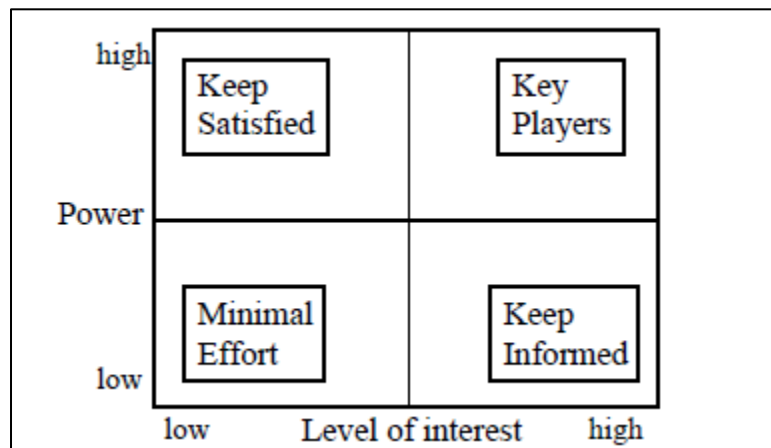 high
Keep
Satisfied
Key
Players
Power
Minimal
Effort
Keep
Informed
low
low
Level of interest
high